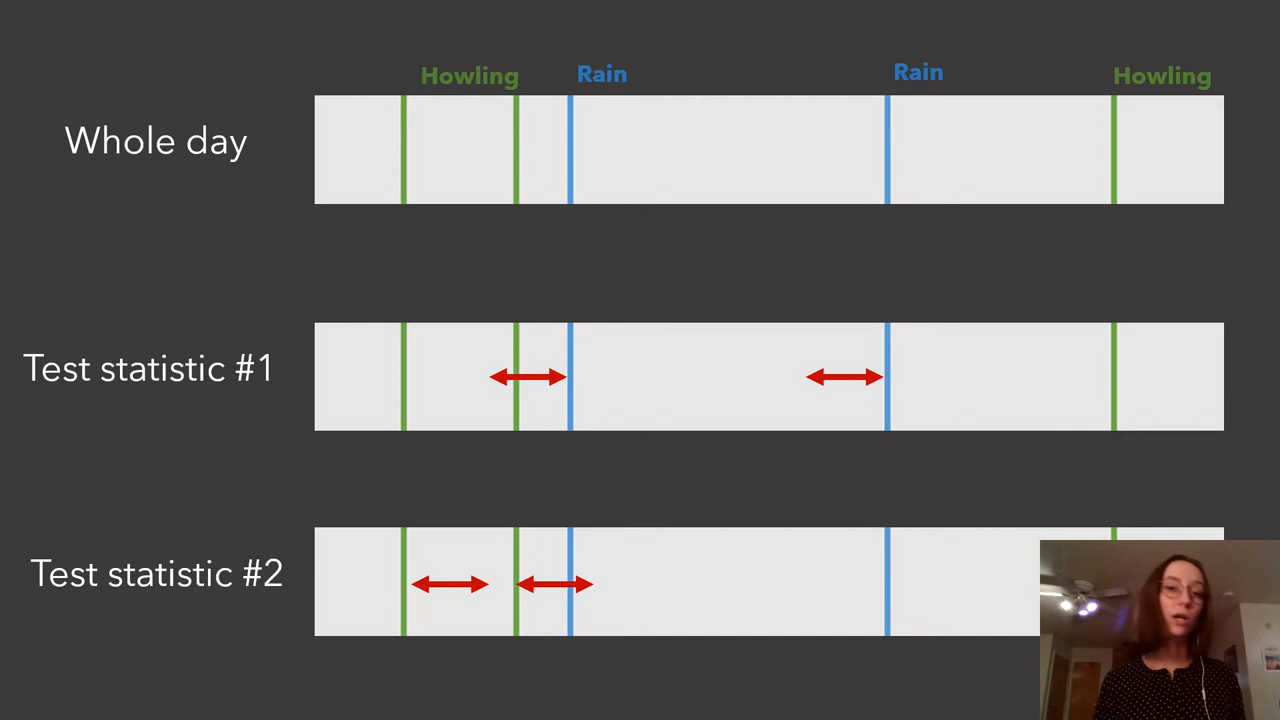 Howling
Rain
Rain
Howling
Whole day
Test statistic #1
Test statistic #2